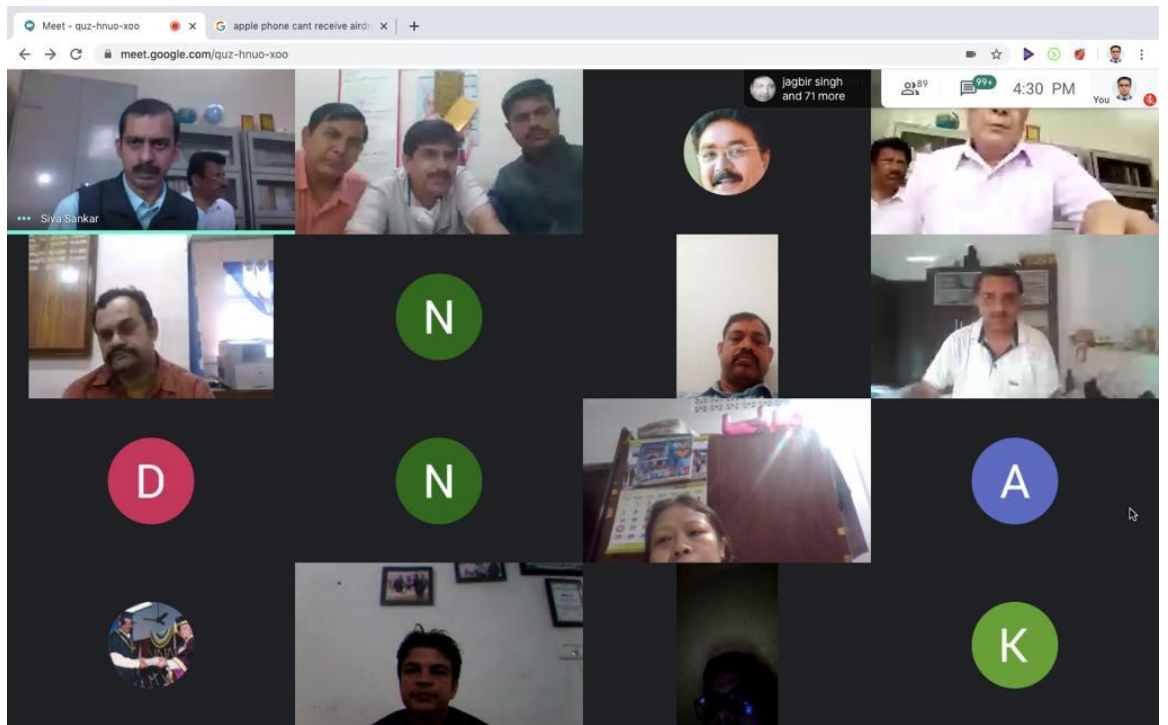 Meet - quz-hnuo-xoo
apple phone cant receive airdr
meet.google.com/quz-hnuo-xoo
jagbir singh
and 71 more
89
99+
4:30 PM
You
Siva Sankar
N
D
N
A
K